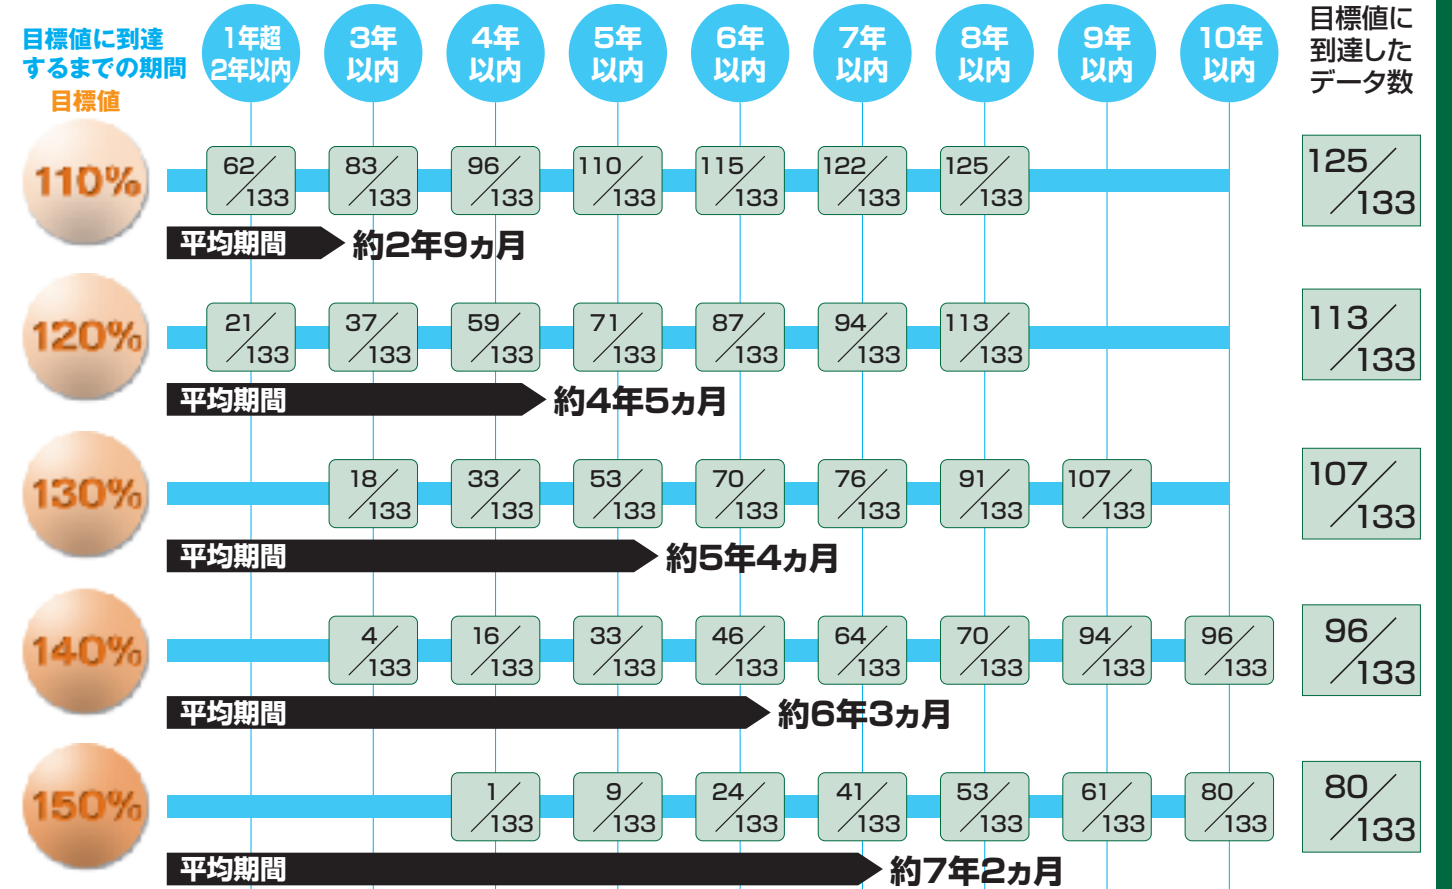 目標値に到達
するまでの期間
目標値
1年超
2年以内
3年
以内
4年
以内
5年
以内
6年
以内
7年
以内
8年
以内
9年
以内
10年
以内
目標値に
到達した
データ数
110%
62/133
83/133
96/133
110/133
115/133
122/133
125/133
125/133
平均期間
約2年9ヵ月
120%
21/133
37/133
59/133
71/133
87/133
94/133
113/133
113/133
平均期間
約4年5ヵ月
130%
18/133
33/133
53/133
70/133
76/133
91/133
107/133
107/133
平均期間
約5年4ヵ月
140%
4/133
16/133
33/133
46/133
64/133
70/133
94/133
96/133
96/133
平均期間
約6年3ヵ月
150%
1/133
9/133
24/133
41/133
53/133
61/133
80/133
80/133
平均期間
約7年2ヵ月